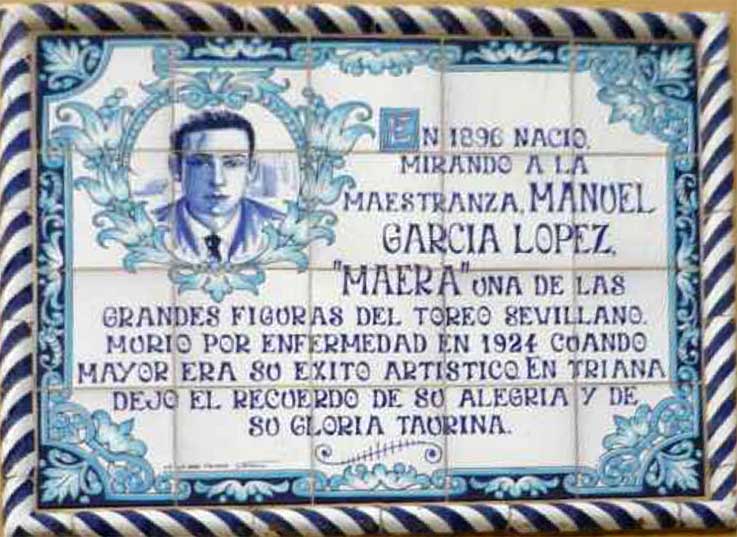 EN 1896 NACIO,
MIRANDO A LA
MAESTRANZA, MANUEL
GARCIA LOPEZ,
"MAERA" UNA DE LAS
GRANDES FIGURAS DEL TOREO SEVILLANO.
MURIO POR ENFERMEDAD EN 1924 CUANDO
MAYOR ERA SU EXITO ARTISTICO. EN TRIANA
DEJO EL RECUERDO DE SU ALEGRIA Y DE
SU GLORIA TAURINA.